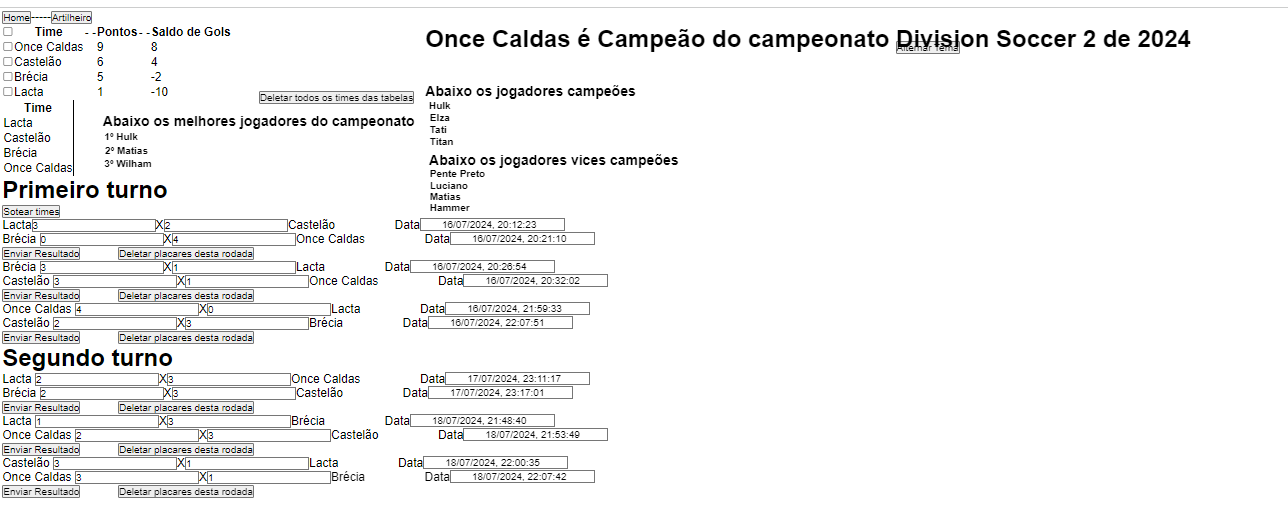 Home-----Artilheiro
Time - -Pontos- - -Saldo de Gols
Once Caldas 9 8
Castelão 6 4
Brécia 5 -2
Lacta 1 -10
Deletar todos os times das tabelas
Time
Lacta
Castelão
Brécia
Once Caldas
Abaixo os melhores jogadores do campeonato
1º Hulk
2º Matias
3º Wilham
Once Caldas é Campeão do campeonato Division Soccer 2 de 2024
Alternar Tema
Abaixo os jogadores campeões
Hulk
Elza
Tati
Titan
Abaixo os jogadores vices campeões
Pente Preto
Luciano
Matias
Hammer
Primeiro turno
Sotear times
Lacta 3 X 2 Castelão Data 16/07/2024, 20:12:23
Brécia 0 X 4 Once Caldas Data 16/07/2024, 20:21:10
Enviar Resultado Deletar placares desta rodada
Brécia 3 X 1 Lacta Data 16/07/2024, 20:26:54
Castelão 3 X 1 Once Caldas Data 16/07/2024, 20:32:02
Enviar Resultado Deletar placares desta rodada
Once Caldas 4 X 0 Lacta Data 16/07/2024, 21:59:33
Castelão 2 X 3 Brécia Data 16/07/2024, 22:07:51
Enviar Resultado Deletar placares desta rodada
Segundo turno
Lacta 2 X 3 Once Caldas Data 17/07/2024, 23:11:17
Brécia 2 X 3 Castelão Data 17/07/2024, 23:17:01
Enviar Resultado Deletar placares desta rodada
Lacta 1 X 3 Brécia Data 18/07/2024, 21:48:40
Once Caldas 2 X 3 Castelão Data 18/07/2024, 21:53:49
Enviar Resultado Deletar placares desta rodada
Castelão 3 X 1 Lacta Data 18/07/2024, 22:00:35
Once Caldas 3 X 1 Brécia Data 18/07/2024, 22:07:42
Enviar Resultado Deletar placares desta rodada